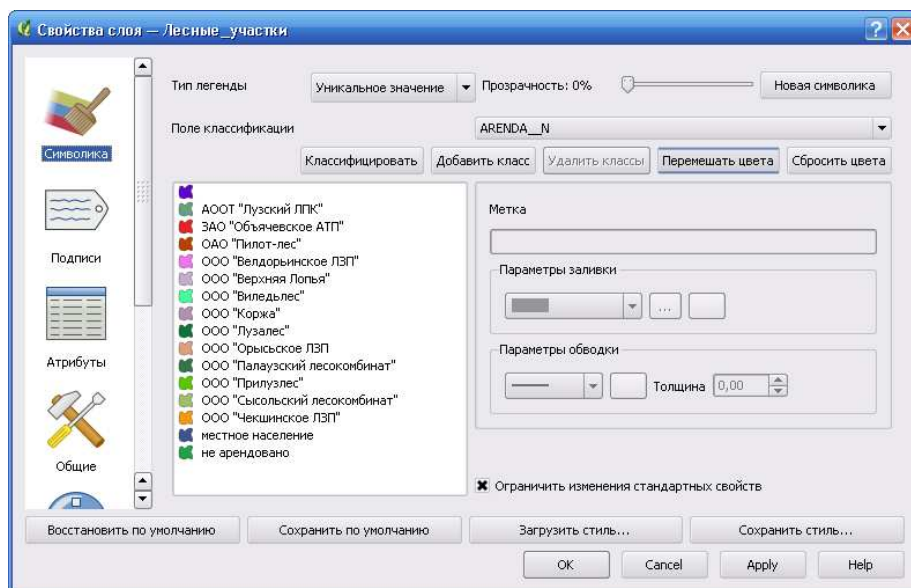 Свойства слоя — Лесные_участки
Символика
Подписи
Атрибуты
Общие
Тип легенды
Уникальное значение
Прозрачность: 0%
Новая символика
Поле классификации
ARENDA__N
Классифицировать
Добавить класс
Удалить классы
Перемешать цвета
Сбросить цвета
АООТ "Лузский ЛПК"
ЗАО "Объячевское АТП"
ОАО "Пилот-лес"
ООО "Велдорьинское ЛЗП"
ООО "Верхняя Лопья"
ООО "Виледьлес"
ООО "Коржа"
ООО "Лузалес"
ООО "Орысьское ЛЗП
ООО "Палаузский лесокомбинат"
ООО "Прилузлес"
ООО "Сысольский лесокомбинат"
ООО "Чекшинское ЛЗП"
местное население
не арендовано
Метка
Параметры заливки
...
Параметры обводки
Толщина 0,00
Ограничить изменения стандартных свойств
Восстановить по умолчанию
Сохранить по умолчанию
Загрузить стиль...
Сохранить стиль...
OK
Cancel
Apply
Help